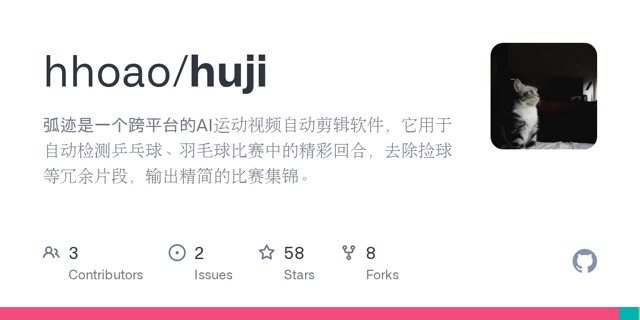 hhoao/huji
弧迹是一个跨平台的AI运动视频自动剪辑软件，它用于
自动检测乒乓球、羽毛球比赛中的精彩回合，去除捡球
等冗余片段，输出精简的比赛集锦。
3
Contributors
2
Issues
58
Stars
8
Forks